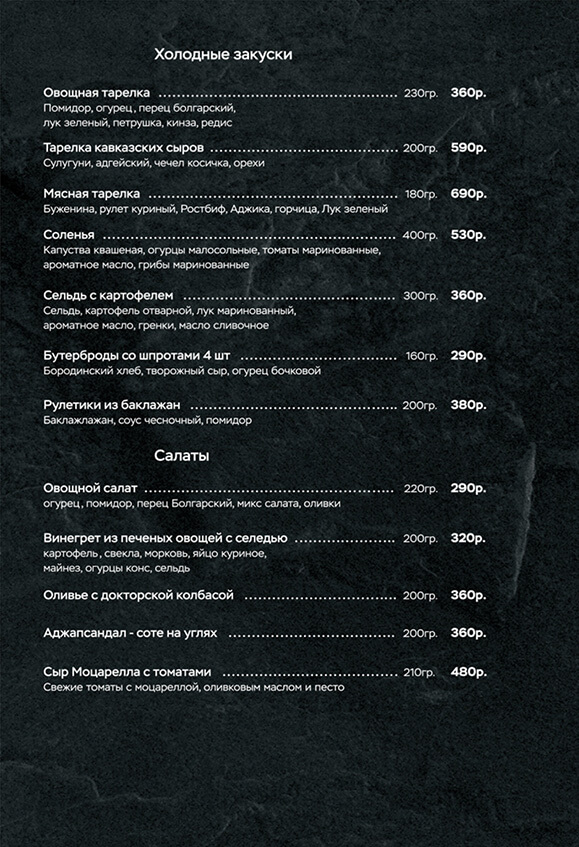 Холодные закуски
Овощная тарелка ........................................ 230гр. 360р.
Помидор, огурец, перец болгарский,
лук зеленый, петрушка, кинза, редис
Тарелка кавказских сыров ........................................ 200гр. 590р.
Сулугуни, адгейский, чечел косичка, орехи
Мясная тарелка ........................................ 180гр. 690р.
Буженина, рулет куриный, Ростбиф, Аджика, горчица, Лук зеленый
Соленья ........................................ 400гр. 530р.
Капуства квашеная, огурцы малосольные, томаты маринованные,
ароматное масло, грибы маринованные
Сельдь с картофелем ........................................ 300гр. 360р.
Сельдь, картофель отварной, лук маринованный,
ароматное масло, гренки, масло сливочное
Бутерброды со шпротами 4 шт ........................................ 160гр. 290р.
Бородинский хлеб, творожный сыр, огурец бочковой
Рулетики из баклажан ........................................ 200гр. 380р.
Баклажлажан, соус чесночный, помидор
Салаты
Овощной салат ........................................ 220гр. 290р.
огурец, помидор, перец Болгарский, микс салата, оливки
Винегрет из печеных овощей с селедью .................... 200гр. 320р.
картофель, свекла, морковь, яйцо куриное,
майнез, огурцы конс, сельдь
Оливье с докторской колбасой .............................. 200гр. 360р.
Аджапсандал - соте на углях .............................. 200гр. 360р.
Сыр Моцарелла с томатами .............................. 210гр. 480р.
Свежие томаты с моцареллой, оливковым маслом и песто